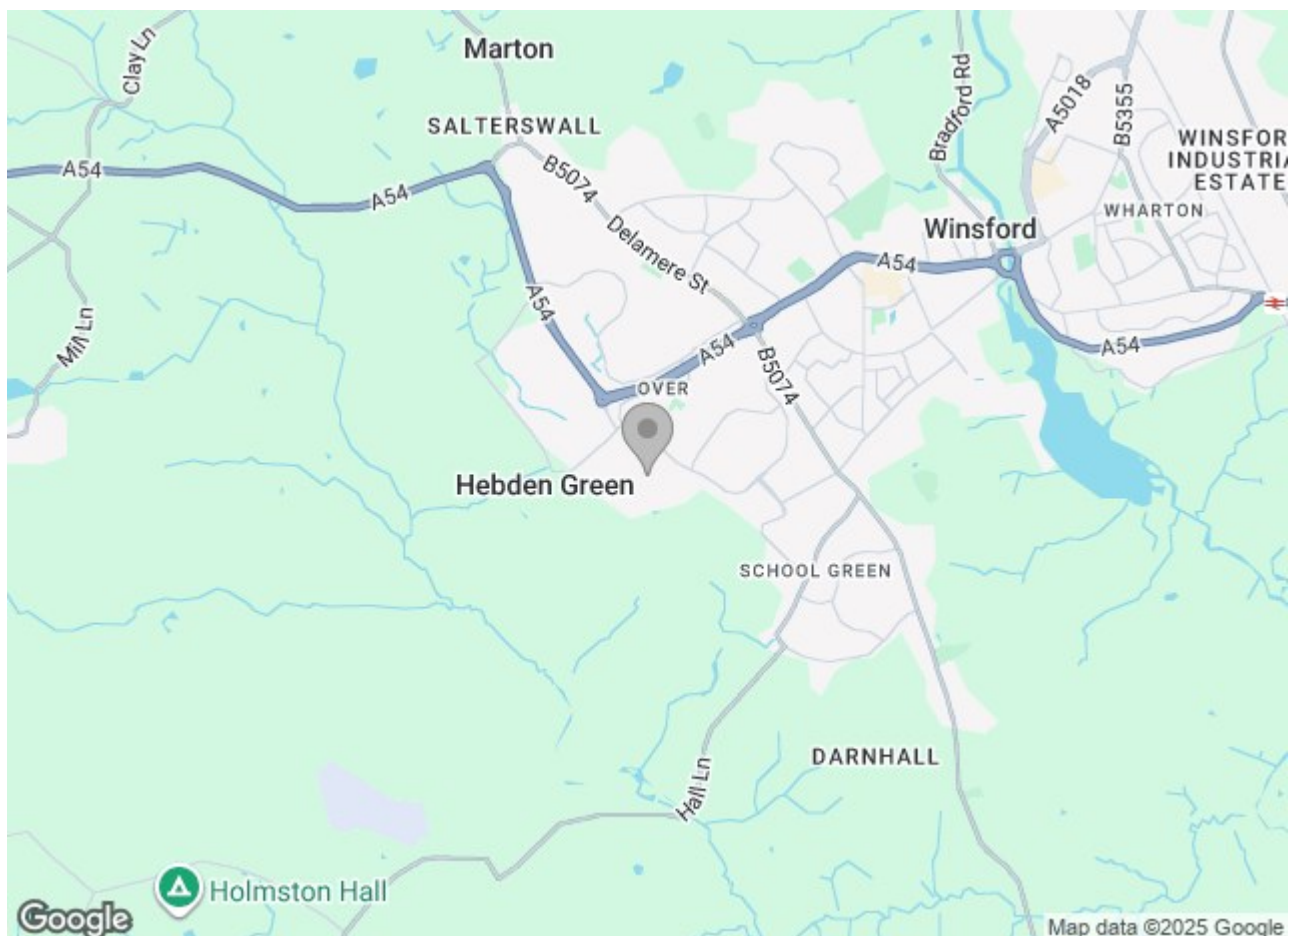 Clay Ln
Marton
SALTERSWALL
Bradford Rd
A5018
B5355
WINSFOR
INDUSTRIA
ESTATE
A54
A54
B5074
WHARTON
Delamere St
Winsford
A54
A54
Mill Ln
A54
A54
B5074
OVER
Hebden Green
SCHOOL GREEN
DARNHALL
Hall Ln
Holmston Hall
Google
Map data ©2025 Google